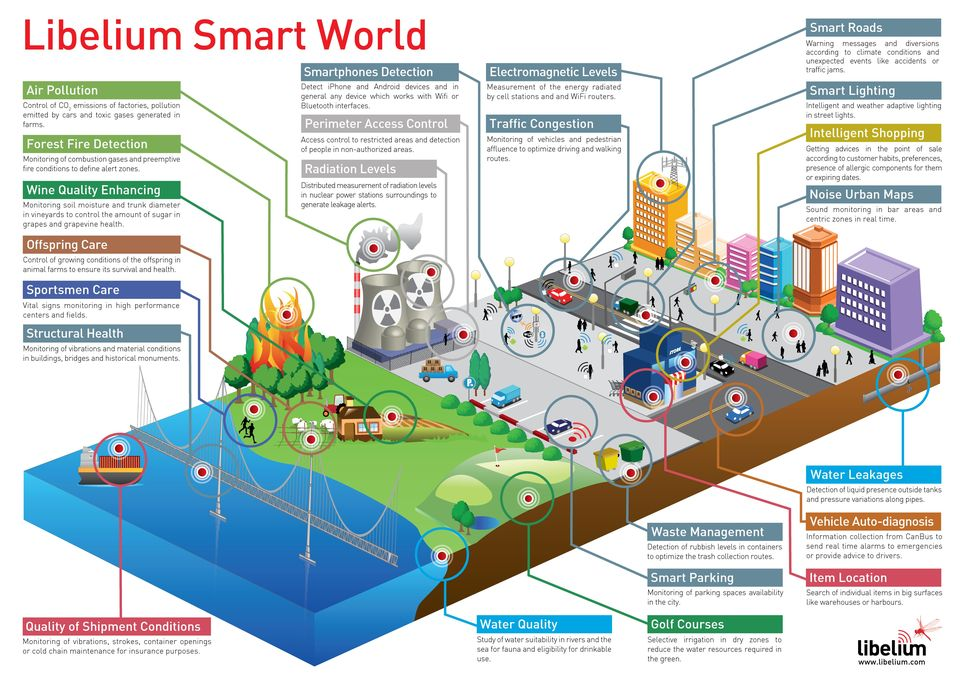 Libelium Smart World
Air Pollution
Control of CO₂ emissions of factories, pollution
emitted by cars and toxic gases generated in
farms.
Forest Fire Detection
Monitoring of combustion gases and preemptive
fire conditions to define alert zones.
Wine Quality Enhancing
Monitoring soil moisture and trunk diameter
in vineyards to control the amount of sugar in
grapes and grapevine health.
Offspring Care
Control of growing conditions of the offspring in
animal farms to ensure its survival and health.
Sportsmen Care
Vital signs monitoring in high performance
centers and fields.
Structural Health
Monitoring of vibrations and material conditions
in buildings, bridges and historical monuments.
Quality of Shipment Conditions
Monitoring of vibrations, strokes, container openings
or cold chain maintenance for insurance purposes.
Smartphones Detection
Detect iPhone and Android devices and in
general any device which works with Wifi or
Bluetooth interfaces.
Perimeter Access Control
Access control to restricted areas and detection
of people in non-authorized areas.
Radiation Levels
Distributed measurement of radiation levels
in nuclear power stations surroundings to
generate leakage alerts.
Electromagnetic Levels
Measurement of the energy radiated
by cell stations and and WiFi routers.
Traffic Congestion
Monitoring of vehicles and pedestrian
affluence to optimize driving and walking
routes.
Smart Roads
Warning messages and diversions
according to climate conditions and
unexpected events like accidents or
traffic jams.
Smart Lighting
Intelligent and weather adaptive lighting
in street lights.
Intelligent Shopping
Getting advices in the point of sale
according to customer habits, preferences,
presence of allergic components for them
or expiring dates.
Noise Urban Maps
Sound monitoring in bar areas and
centric zones in real time.
P
STORE
Water Leakages
Detection of liquid presence outside tanks
and pressure variations along pipes.
Vehicle Auto-diagnosis
Information collection from CanBus to
send real time alarms to emergencies
or provide advice to drivers.
Item Location
Search of individual items in big surfaces
like warehouses or harbours.
Waste Management
Detection of rubbish levels in containers
to optimize the trash collection routes.
Smart Parking
Monitoring of parking spaces availability
in the city.
Golf Courses
Selective irrigation in dry zones to
reduce the water resources required in
the green.
Water Quality
Study of water suitability in rivers and the
sea for fauna and eligibility for drinkable
use.
libelium
www.libelium.com